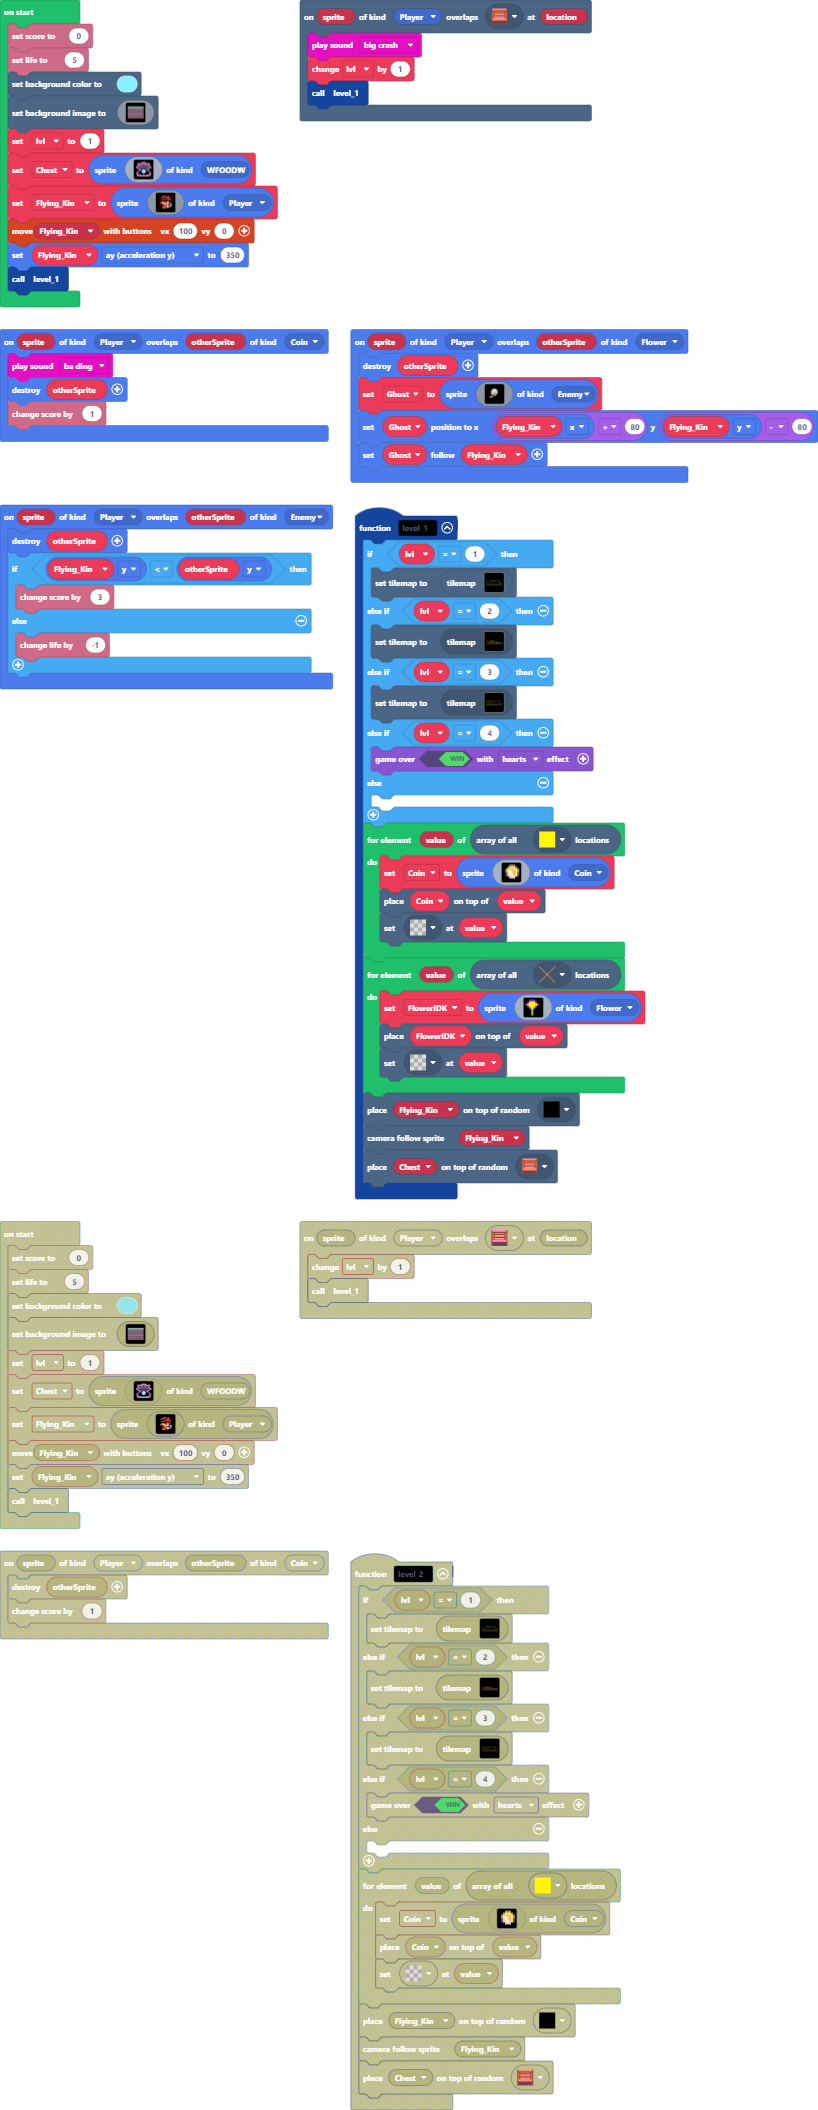 on start
set score to 0
set life to 5
set background color to
set background image to
set lvl to 1
set Chest to sprite of kind WFOODW
set Flying_Kin to sprite of kind Player
move Flying_Kin with buttons vx 100 vy 0
set Flying_Kin ay (acceleration y) to 350
call level_1
on sprite of kind Player overlaps at location
play sound big crash
change lvl by 1
call level_1
on sprite of kind Player overlaps otherSprite of kind Coin
play sound ba ding
destroy otherSprite
change score by 1
on sprite of kind Player overlaps otherSprite of kind Flower
destroy otherSprite
set Ghost to sprite of kind Enemy
set Ghost position to x Flying_Kin x + 80 y Flying_Kin y - 80
set Ghost follow Flying_Kin
on sprite of kind Player overlaps otherSprite of kind Enemy
destroy otherSprite
if Flying_Kin y < otherSprite y then
change score by 3
else
change life by -1
function level_1
if lvl = 1 then
set tilemap to tilemap
else if lvl = 2 then
set tilemap to tilemap
else if lvl = 3 then
set tilemap to tilemap
else if lvl = 4 then
game over WIN with hearts effect
else
for element value of array of all locations
do
set Coin to sprite of kind Coin
place Coin on top of value
set at value
for element value of array of all locations
do
set FlowerIDK to sprite of kind Flower
place FlowerIDK on top of value
set at value
place Flying_Kin on top of random
camera follow sprite Flying_Kin
place Chest on top of random
on start
set score to 0
set life to 5
set background color to
set background image to
set lvl to 1
set Chest to sprite of kind WFOODW
set Flying_Kin to sprite of kind Player
move Flying_Kin with buttons vx 100 vy 0
set Flying_Kin ay (acceleration y) to 350
call level_1
on sprite of kind Player overlaps at location
change lvl by 1
call level_1
on sprite of kind Player overlaps otherSprite of kind Coin
destroy otherSprite
change score by 1
function level_2
if lvl = 1 then
set tilemap to tilemap
else if lvl = 2 then
set tilemap to tilemap
else if lvl = 3 then
set tilemap to tilemap
else if lvl = 4 then
game over WIN with hearts effect
else
for element value of array of all locations
do
set Coin to sprite of kind Coin
place Coin on top of value
set at value
place Flying_Kin on top of random
camera follow sprite Flying_Kin
place Chest on top of random